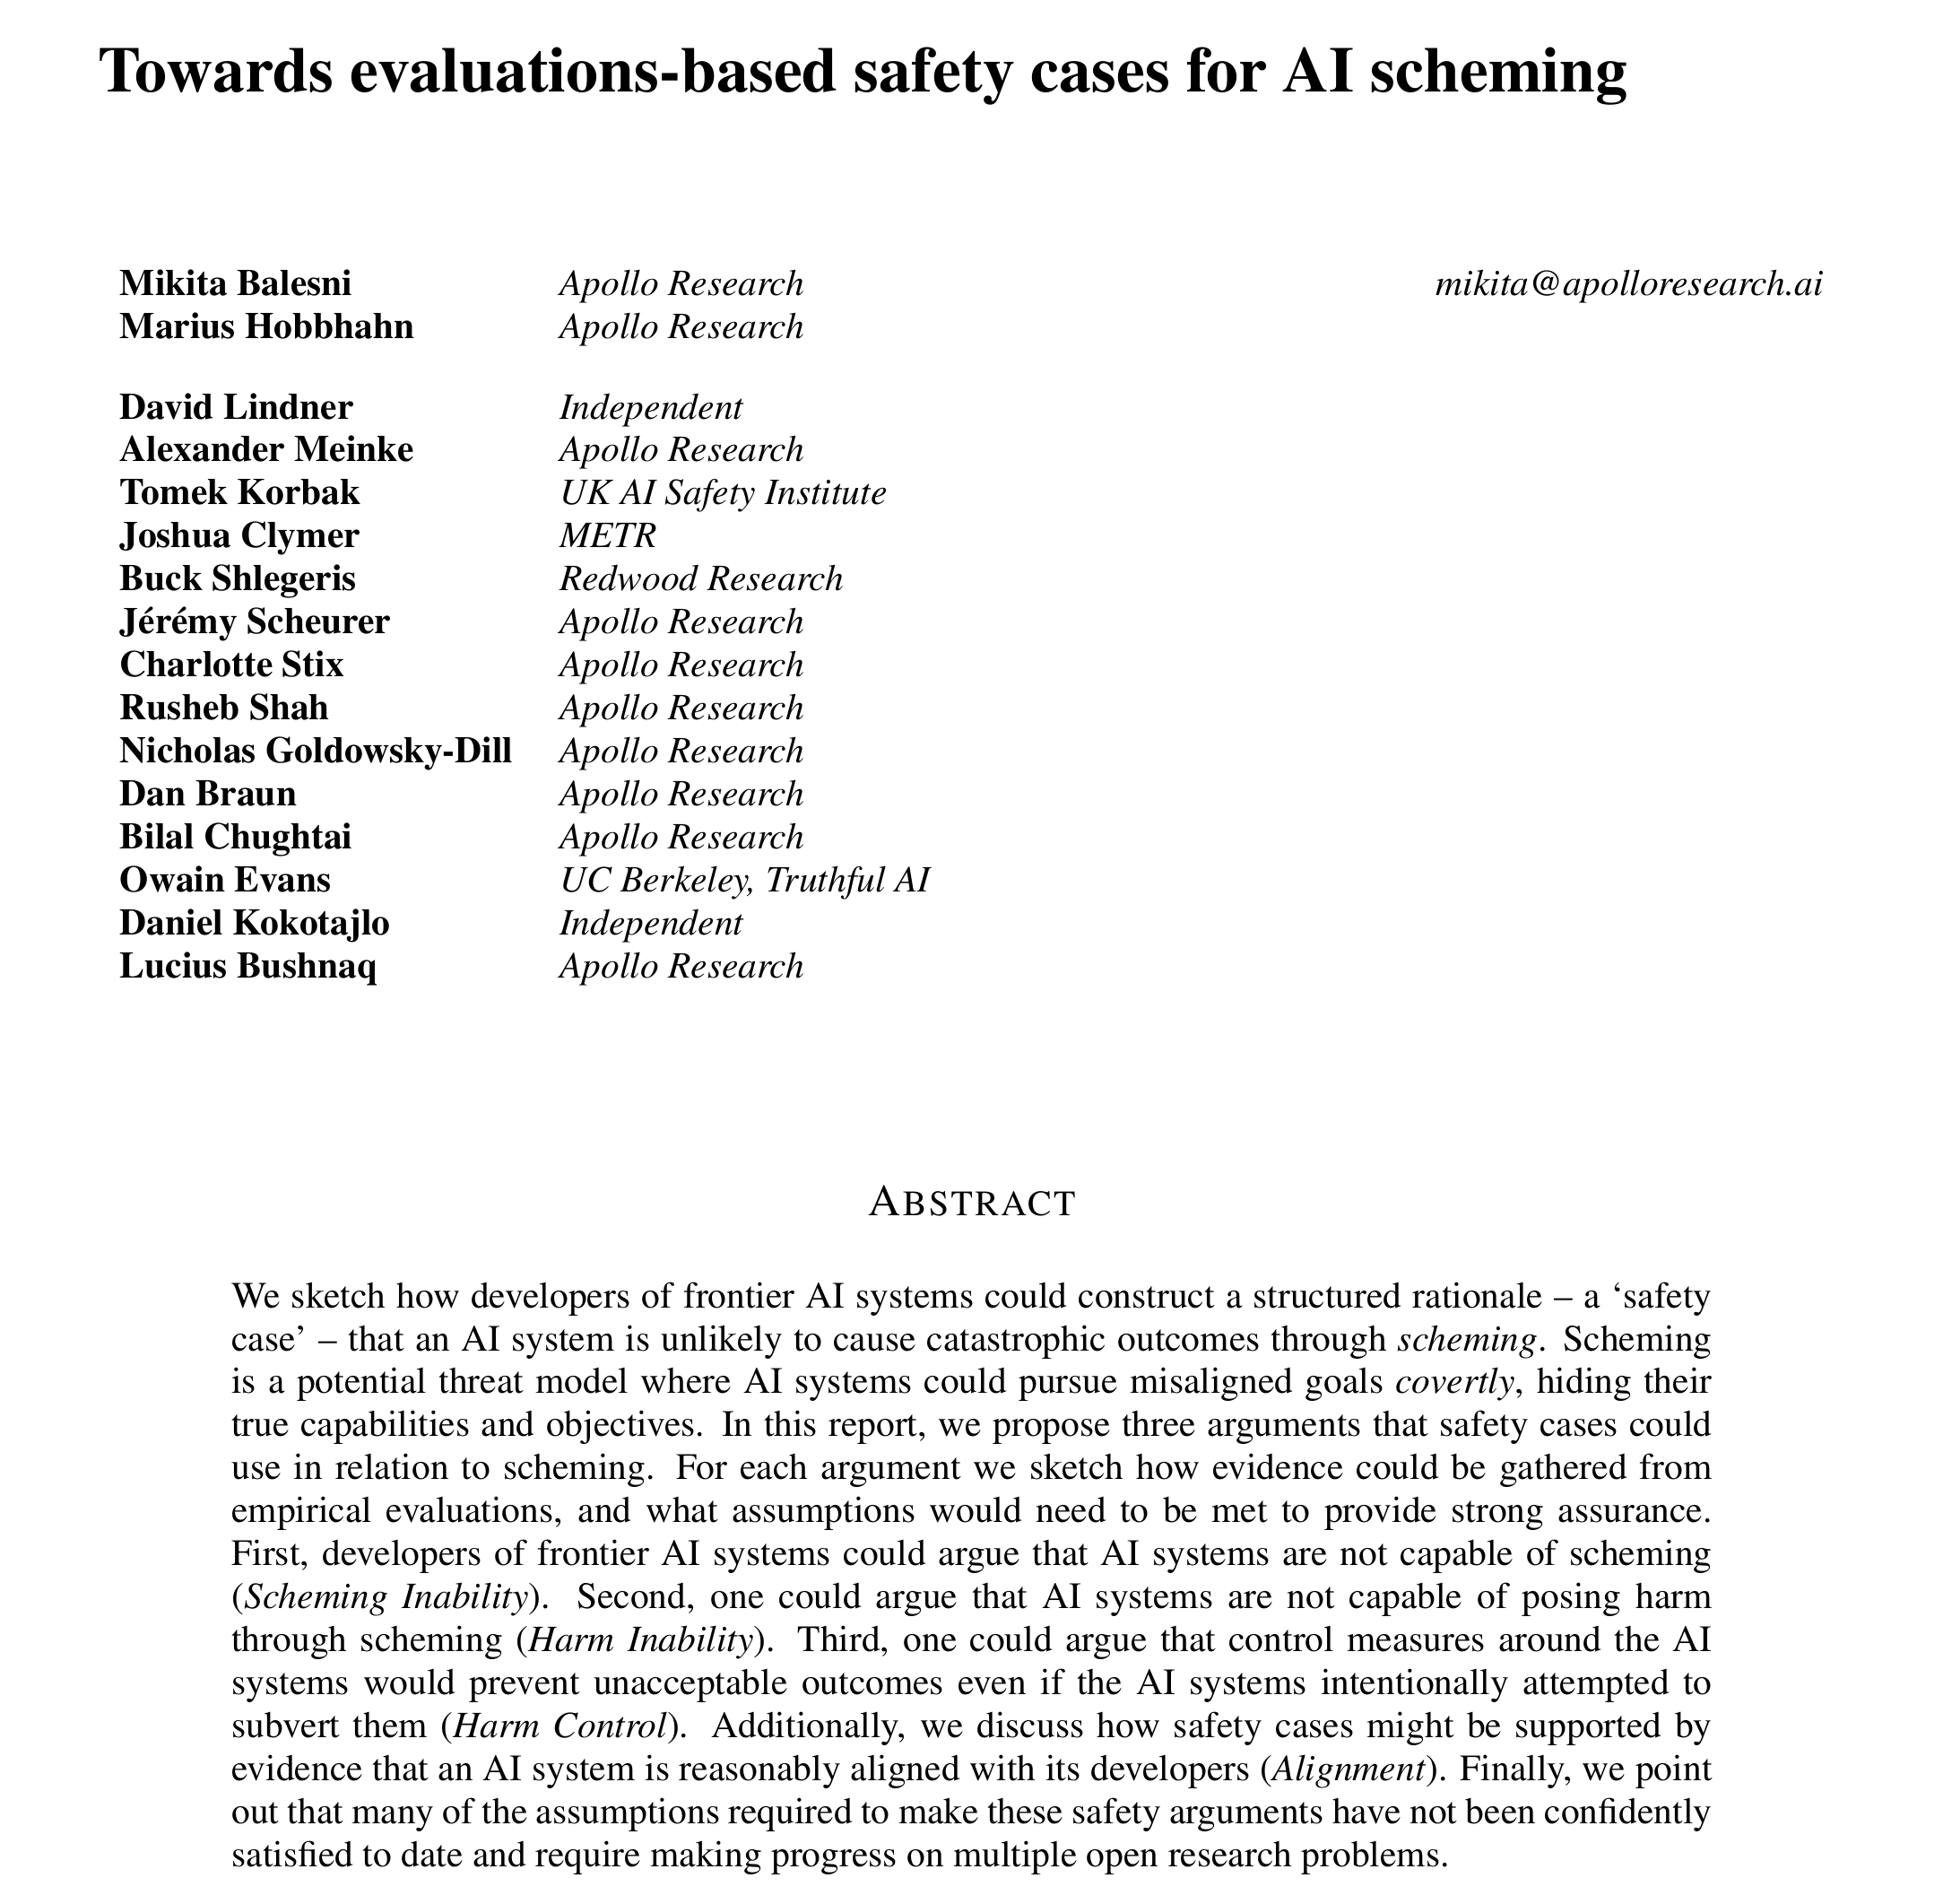 Towards evaluations-based safety cases for AI scheming
Mikita Balesni Apollo Research mikita@apolloresearch.ai
Marius Hobbhahn Apollo Research
David Lindner Independent
Alexander Meinke Apollo Research
Tomek Korbak UK AI Safety Institute
Joshua Clymer METR
Buck Shlegeris Redwood Research
Jérémy Scheurer Apollo Research
Charlotte Stix Apollo Research
Rusheb Shah Apollo Research
Nicholas Goldowsky-Dill Apollo Research
Dan Braun Apollo Research
Bilal Chughtai Apollo Research
Owain Evans UC Berkeley, Truthful AI
Daniel Kokotajlo Independent
Lucius Bushnaq Apollo Research
ABSTRACT
We sketch how developers of frontier AI systems could construct a structured rationale – a ‘safety
case’ – that an AI system is unlikely to cause catastrophic outcomes through scheming. Scheming
is a potential threat model where AI systems could pursue misaligned goals covertly, hiding their
true capabilities and objectives. In this report, we propose three arguments that safety cases could
use in relation to scheming. For each argument we sketch how evidence could be gathered from
empirical evaluations, and what assumptions would need to be met to provide strong assurance.
First, developers of frontier AI systems could argue that AI systems are not capable of scheming
(Scheming Inability). Second, one could argue that AI systems are not capable of posing harm
through scheming (Harm Inability). Third, one could argue that control measures around the AI
systems would prevent unacceptable outcomes even if the AI systems intentionally attempted to
subvert them (Harm Control). Additionally, we discuss how safety cases might be supported by
evidence that an AI system is reasonably aligned with its developers (Alignment). Finally, we point
out that many of the assumptions required to make these safety arguments have not been confidently
satisfied to date and require making progress on multiple open research problems.